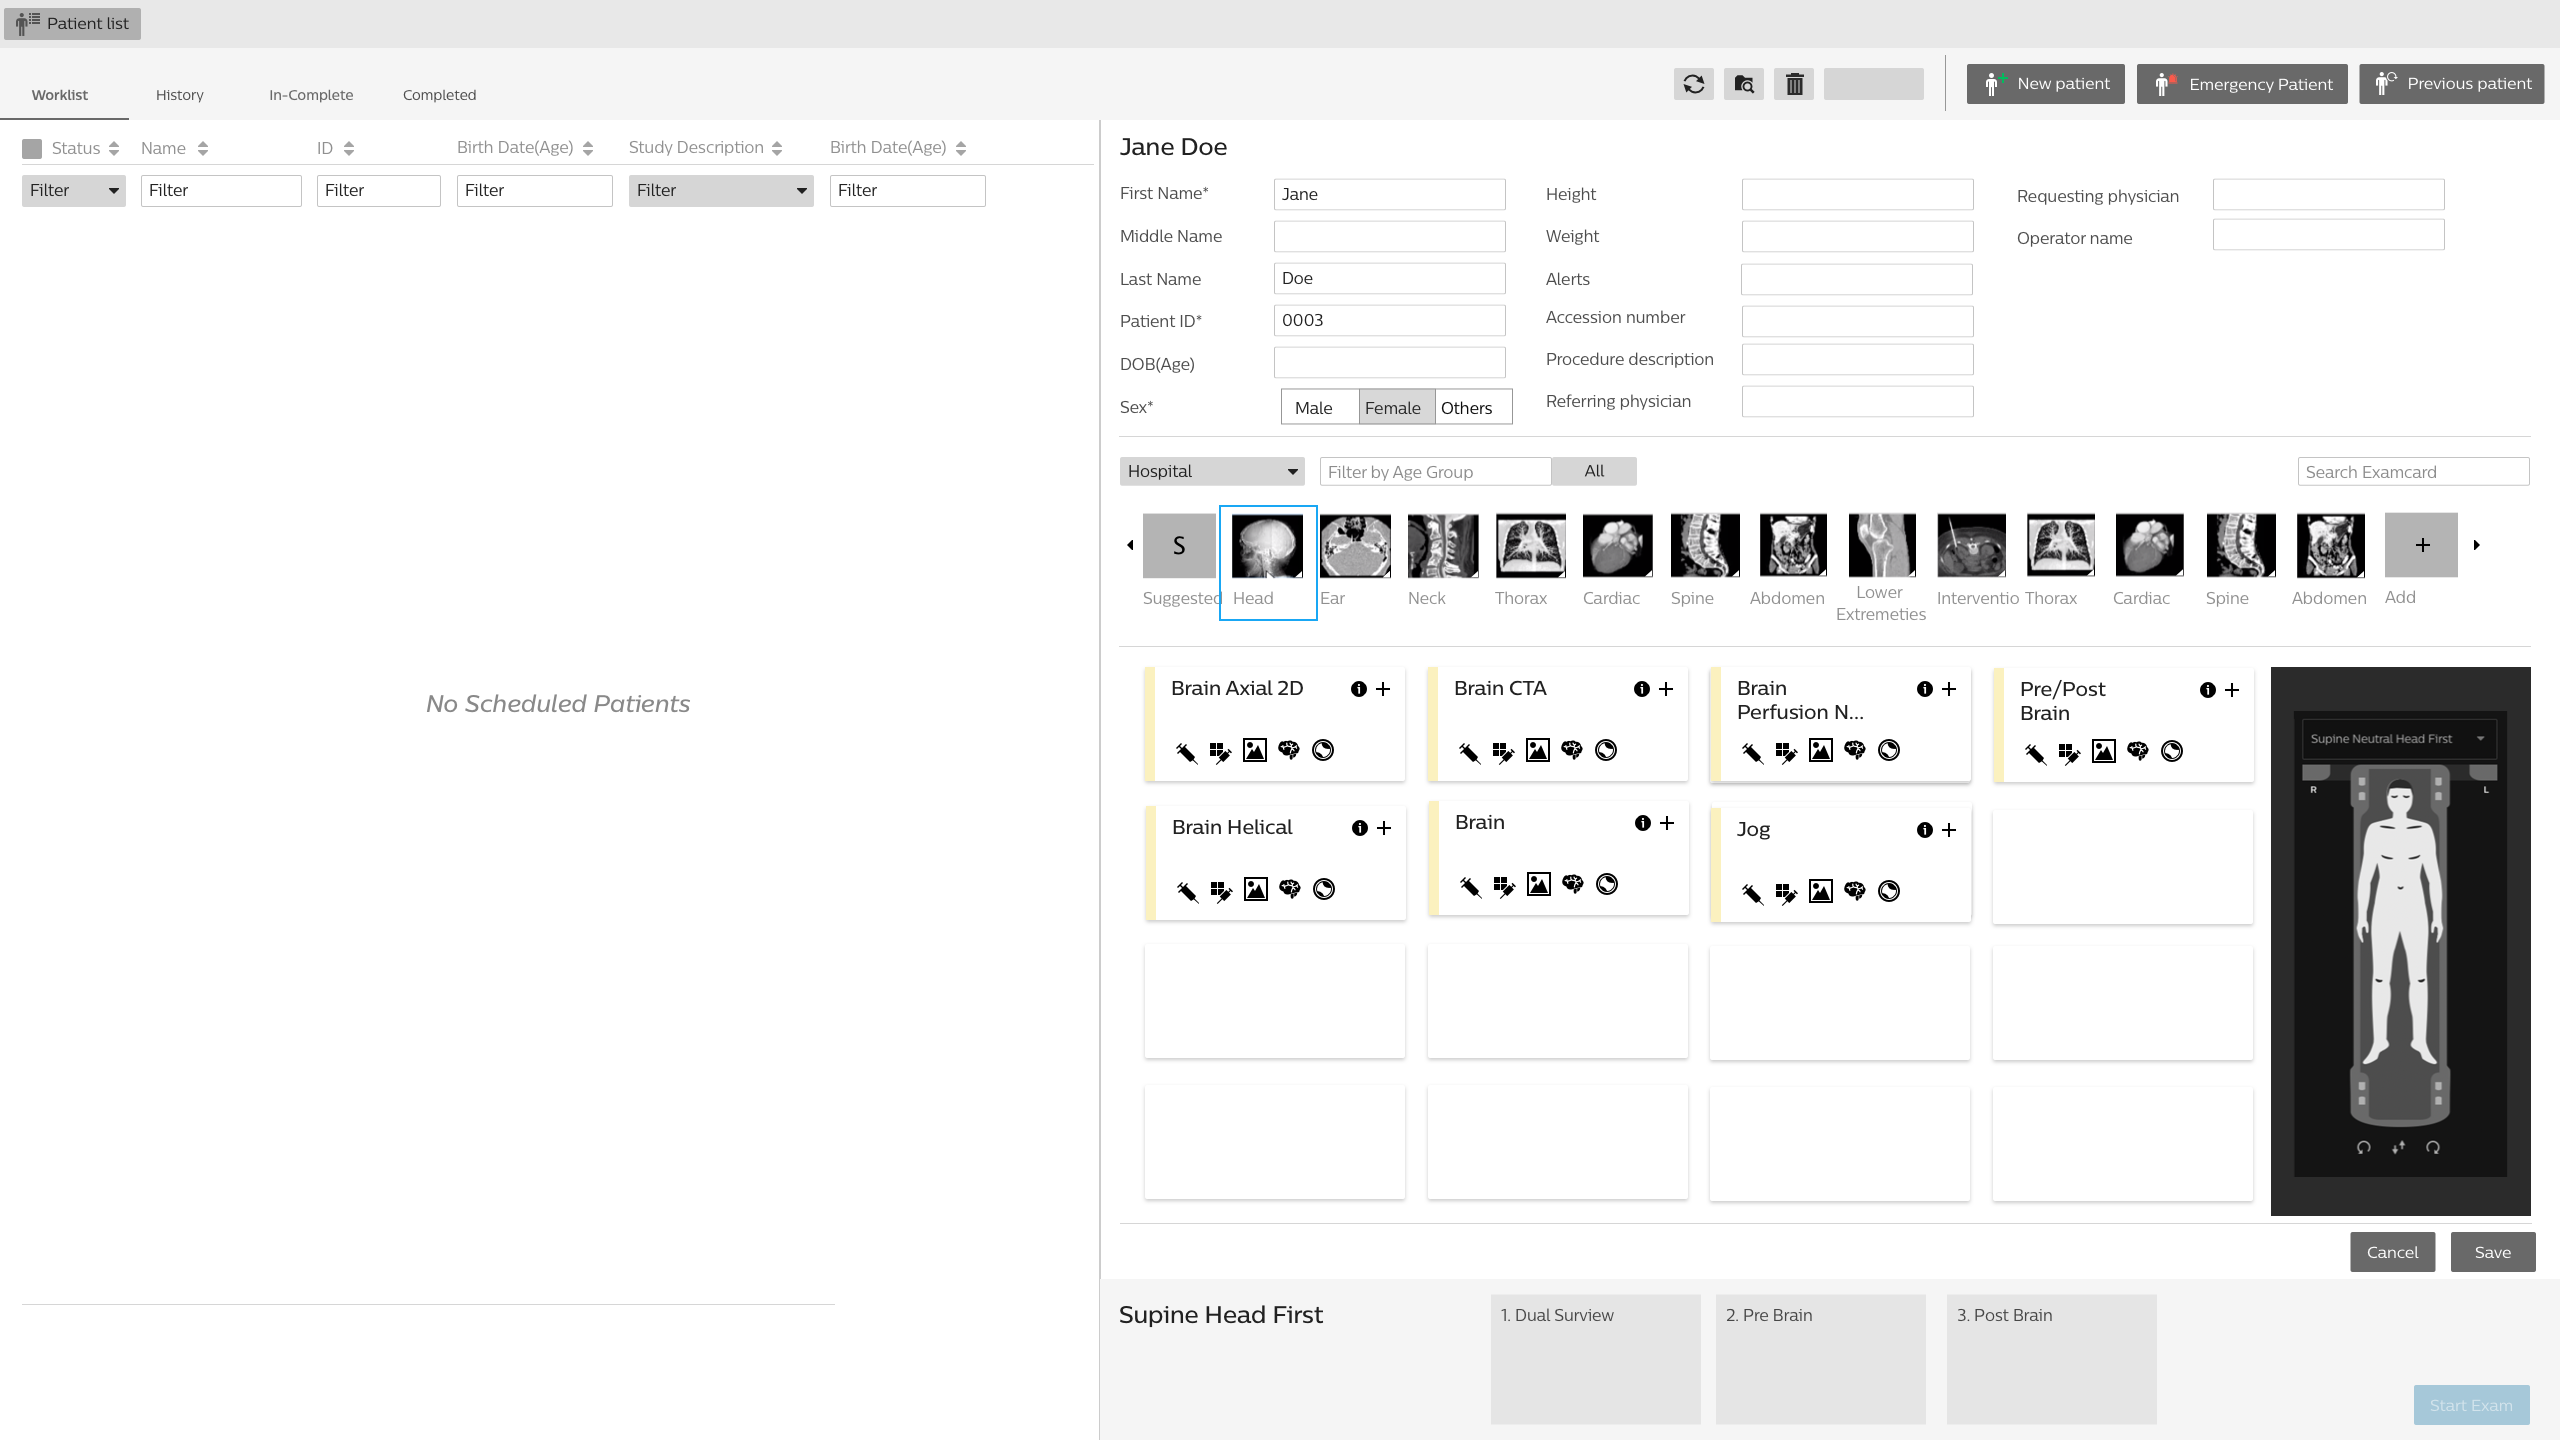 Patient list
Worklist
History
In-Complete
Completed
New patient
Emergency Patient
Previous patient
Status
Name
ID
Birth Date(Age)
Study Description
Birth Date(Age)
Filter
Filter
Filter
Filter
Filter
Filter
No Scheduled Patients
Jane Doe
First Name*
Jane
Middle Name
Last Name
Doe
Patient ID*
0003
DOB(Age)
Sex*
Male
Female
Others
Height
Weight
Alerts
Accession number
Procedure description
Referring physician
Requesting physician
Operator name
Hospital
Filter by Age Group
All
Search Examcard
S
Suggested
Head
Ear
Neck
Thorax
Cardiac
Spine
Abdomen
Lower
Extremeties
Interventio
Thorax
Cardiac
Spine
Abdomen
+
Add
Brain Axial 2D
Brain CTA
Brain
Perfusion N...
Pre/Post
Brain
Brain Helical
Brain
Jog
Supine Neutral Head First
R
L
Cancel
Save
Supine Head First
1. Dual Surview
2. Pre Brain
3. Post Brain
Start Exam